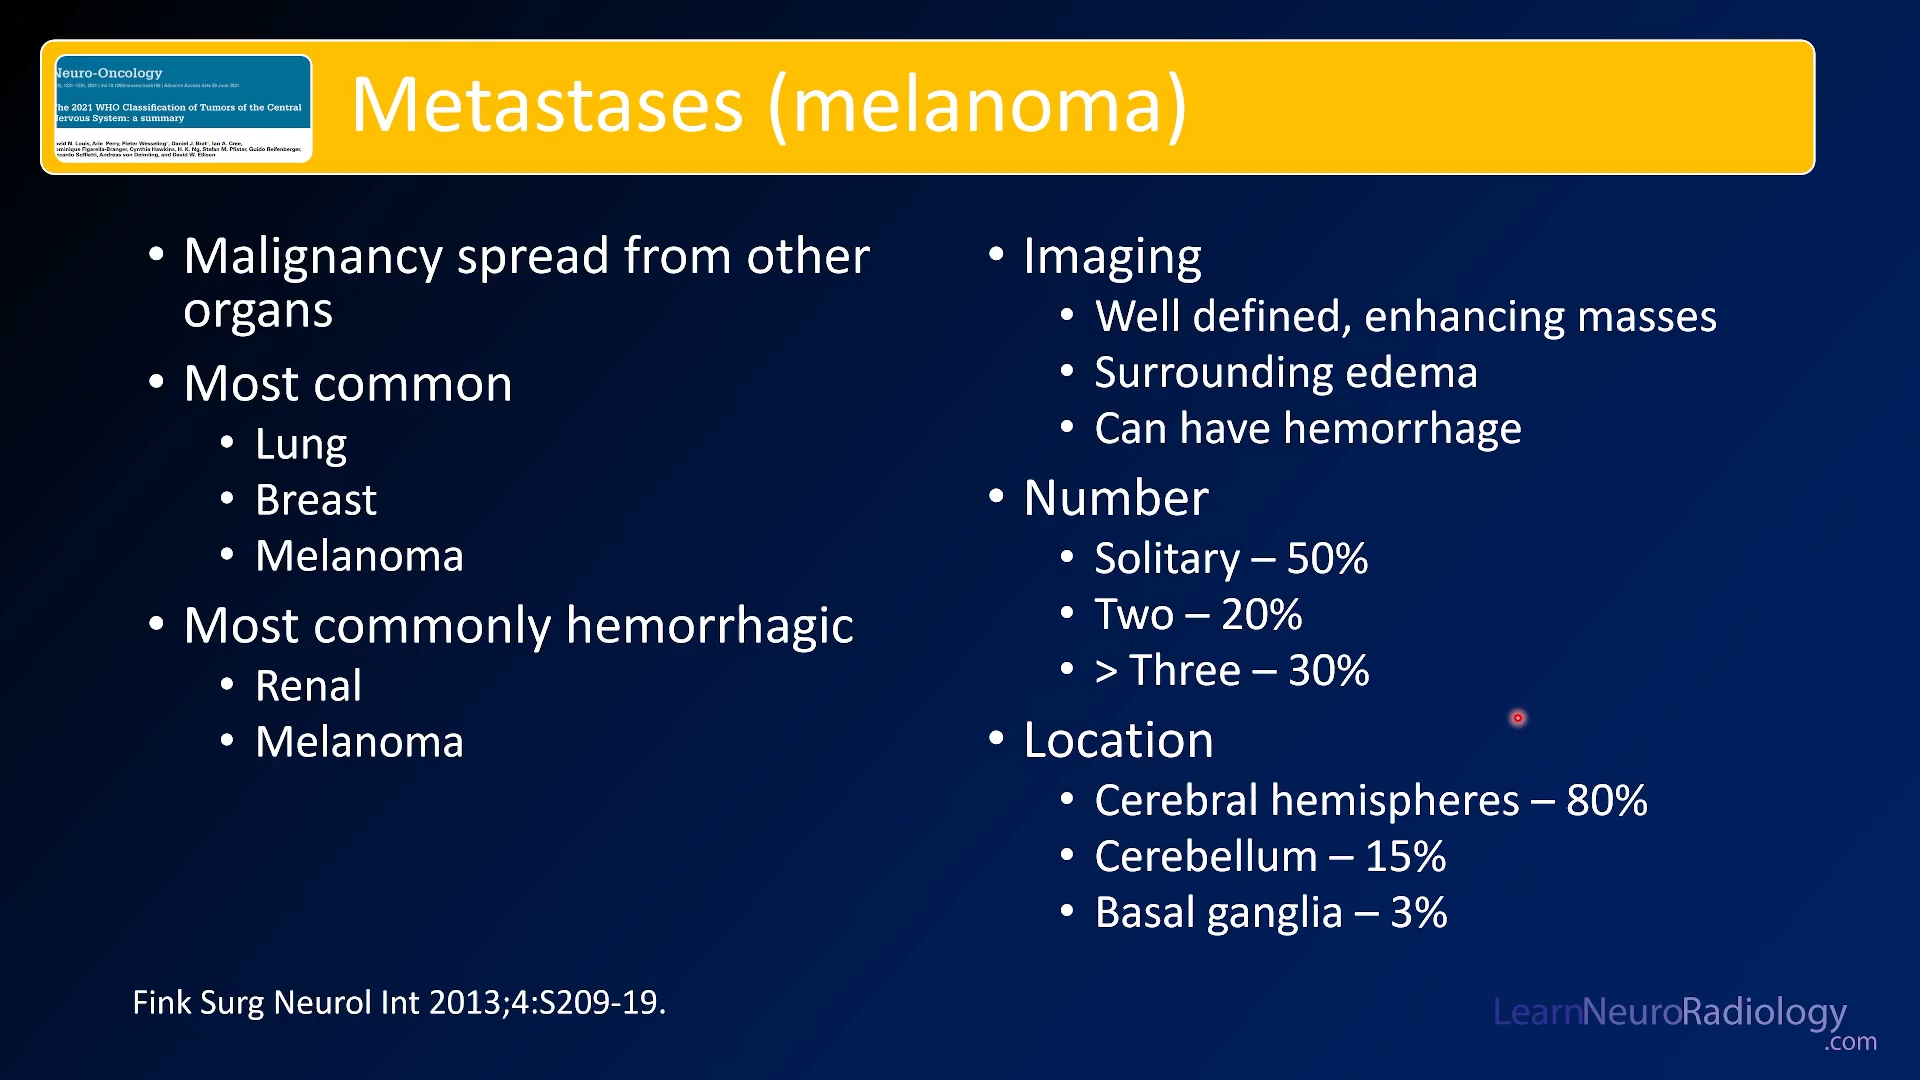 Neuro-Oncology
The 2021 WHO Classification of Tumors of the Central
Nervous System: a summary
Metastases (melanoma)
• Malignancy spread from other
organs
• Most common
• Lung
• Breast
• Melanoma
• Most commonly hemorrhagic
• Renal
• Melanoma
• Imaging
• Well defined, enhancing masses
• Surrounding edema
• Can have hemorrhage
• Number
• Solitary – 50%
• Two – 20%
• > Three – 30%
• Location
• Cerebral hemispheres – 80%
• Cerebellum – 15%
• Basal ganglia – 3%
Fink Surg Neurol Int 2013;4:S209-19.
LearnNeuroRadiology
.com